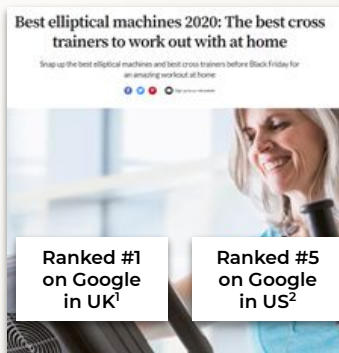 Best elliptical machines 2020: The best cross
trainers to work out with at home
Snap up the best elliptical machines and best cross trainers before Black Friday for
an amazing workout at home
Ranked #1
on Google
in UK¹
Ranked #5
on Google
in US²